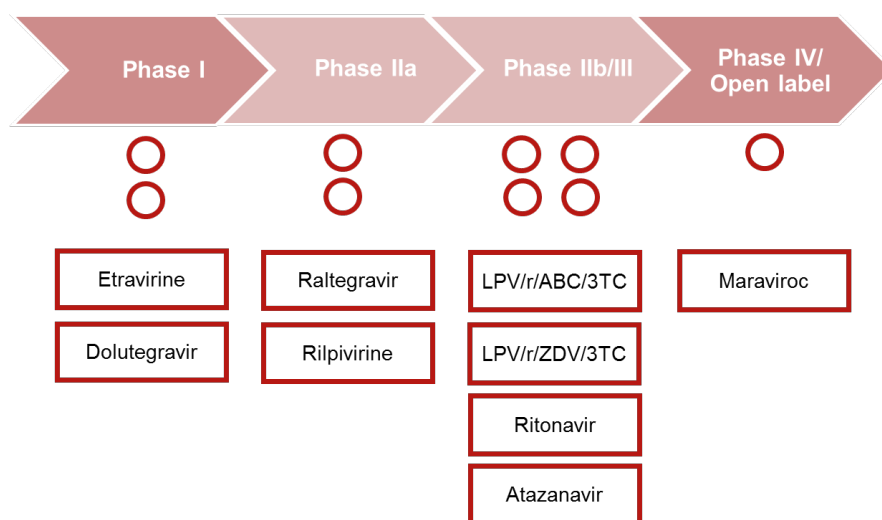 Phase I
Phase IIa
Phase IIb/III
Phase IV/
Open label
Etravirine
Raltegravir
LPV/r/ABC/3TC
Maraviroc
Dolutegravir
Rilpivirine
LPV/r/ZDV/3TC
Ritonavir
Atazanavir